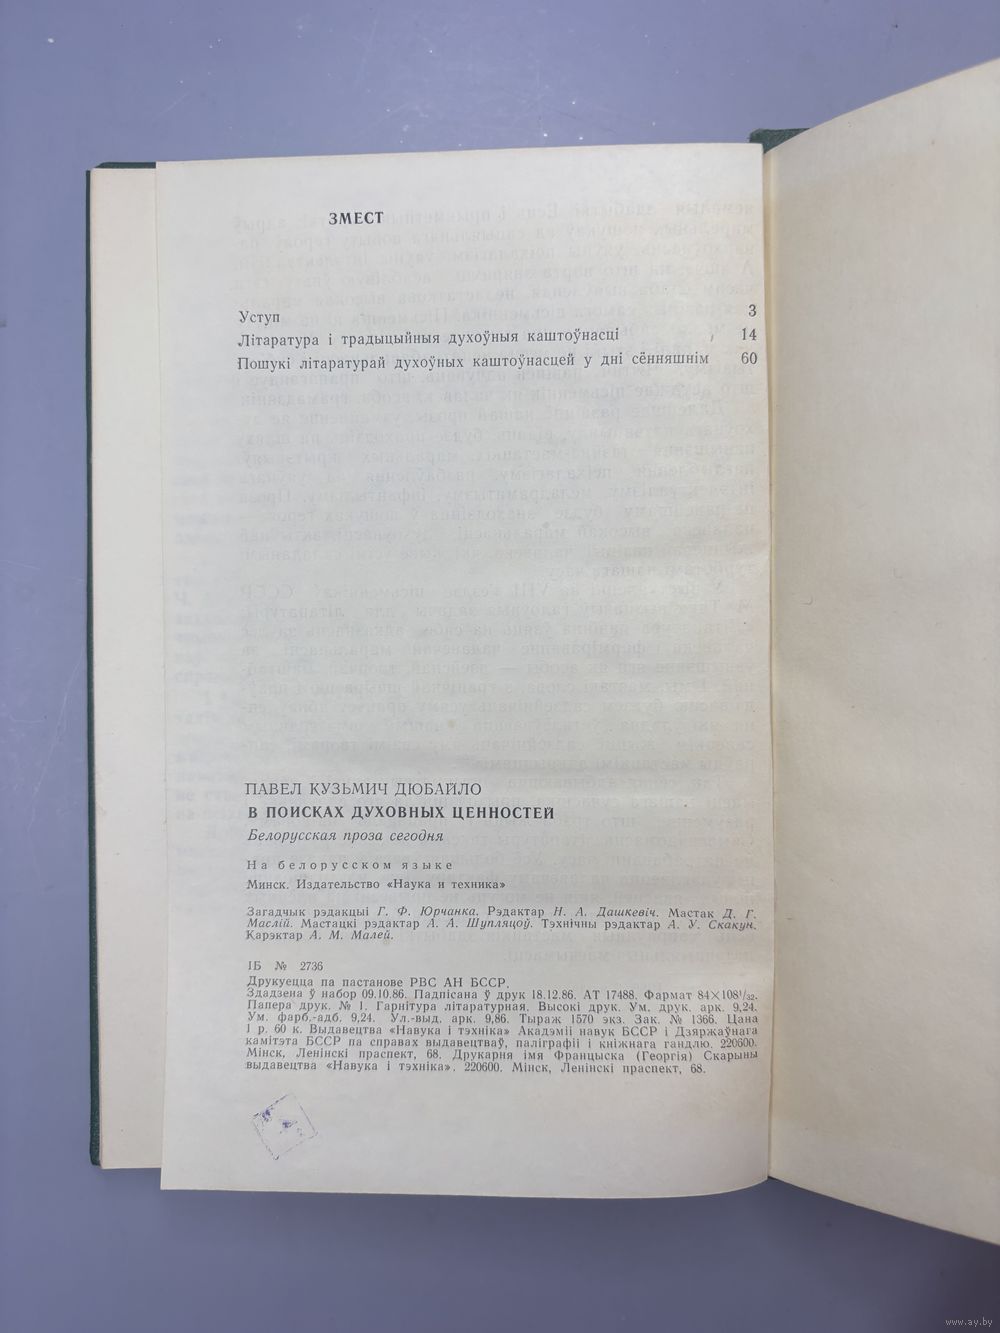 ЗМЕСТ
Уступ 3
Літаратура і традыцыйныя духоўныя каштоўнасці 14
Пошукі літаратурай духоўных каштоўнасцей у дні сённяшнім 60
ПАВЕЛ КУЗЬМИЧ ДЮБАЙЛО
В ПОИСКАХ ДУХОВНЫХ ЦЕННОСТЕЙ
Белорусская проза сегодня
На белорусском языке
Минск. Издательство «Наука и техника»
Загадчык рэдакцыі Г. Ф. Юрчанка. Рэдактар Н. А. Дашкевіч. Мастак Д. Г.
Маслій. Мастацкі рэдактар А. А. Шупляцоў. Тэхнічны рэдактар А. У. Скакун.
Карэктар А. М. Малей.
ІБ № 2736
Друкуецца па пастанове РВС АН БССР.
Здадзена ў набор 09.10.86. Падпісана ў друк 18.12.86. АТ 17488. Фармат 84×108¹/₃₂.
Папера друк. № 1. Гарнітура літаратурная. Высокі друк. Ум. друк. арк. 9,24.
Ум. фарб.-адб. 9,24. Ул.-выд. арк. 9,86. Тыраж 1570 экз. Зак. № 1366. Цана
1 р. 60 к. Выдавецтва «Навука і тэхніка» Акадэміі навук БССР і Дзяржаўнага
камітэта БССР па справах выдавецтваў, паліграфіі і кніжнага гандлю. 220600.
Мінск, Ленінскі праспект, 68. Друкарня імя Францыска (Георгія) Скарыны
выдавецтва «Навука і тэхніка». 220600. Мінск, Ленінскі праспект, 68.
www.ay.by